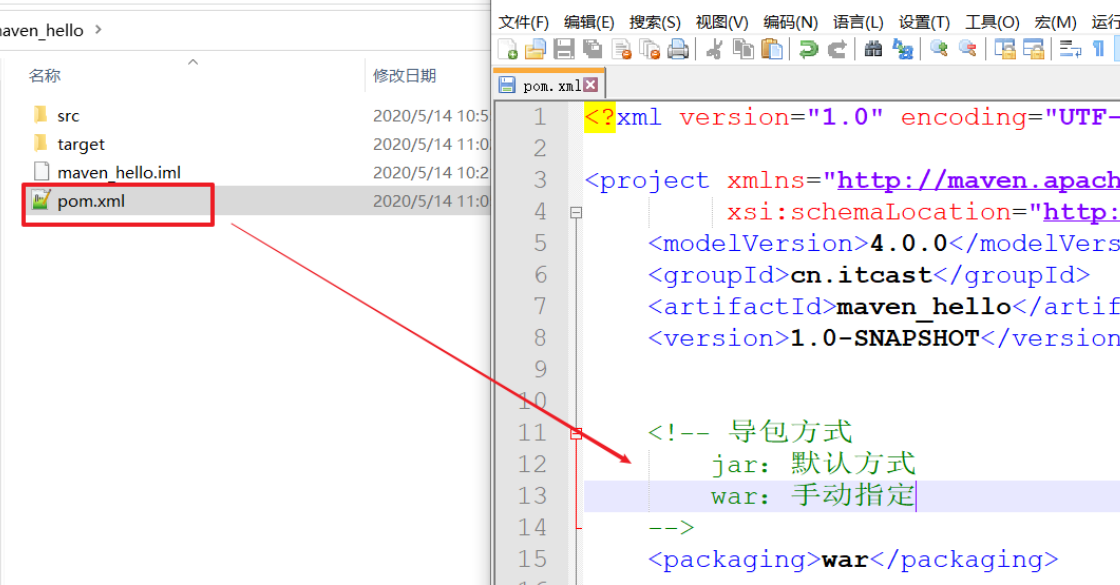 maven_hello >
名称
修改日期
src
2020/5/14 10:5
target
2020/5/14 11:0
maven_hello.iml
2020/5/14 10:2
pom.xml
2020/5/14 11:0
文件(F) 编辑(E) 搜索(S) 视图(V) 编码(N) 语言(L) 设置(T) 工具(O) 宏(M) 运行
pom.xml
1 <?xml version="1.0" encoding="UTF-
2
3 <project xmlns="http://maven.apach
4 xsi:schemaLocation="http:
5 <modelVersion>4.0.0</modelVers
6 <groupId>cn.itcast</groupId>
7 <artifactId>maven_hello</artif
8 <version>1.0-SNAPSHOT</version
9
10
11 <!-- 导包方式
12 jar: 默认方式
13 war: 手动指定
14 -->
15 <packaging>war</packaging>